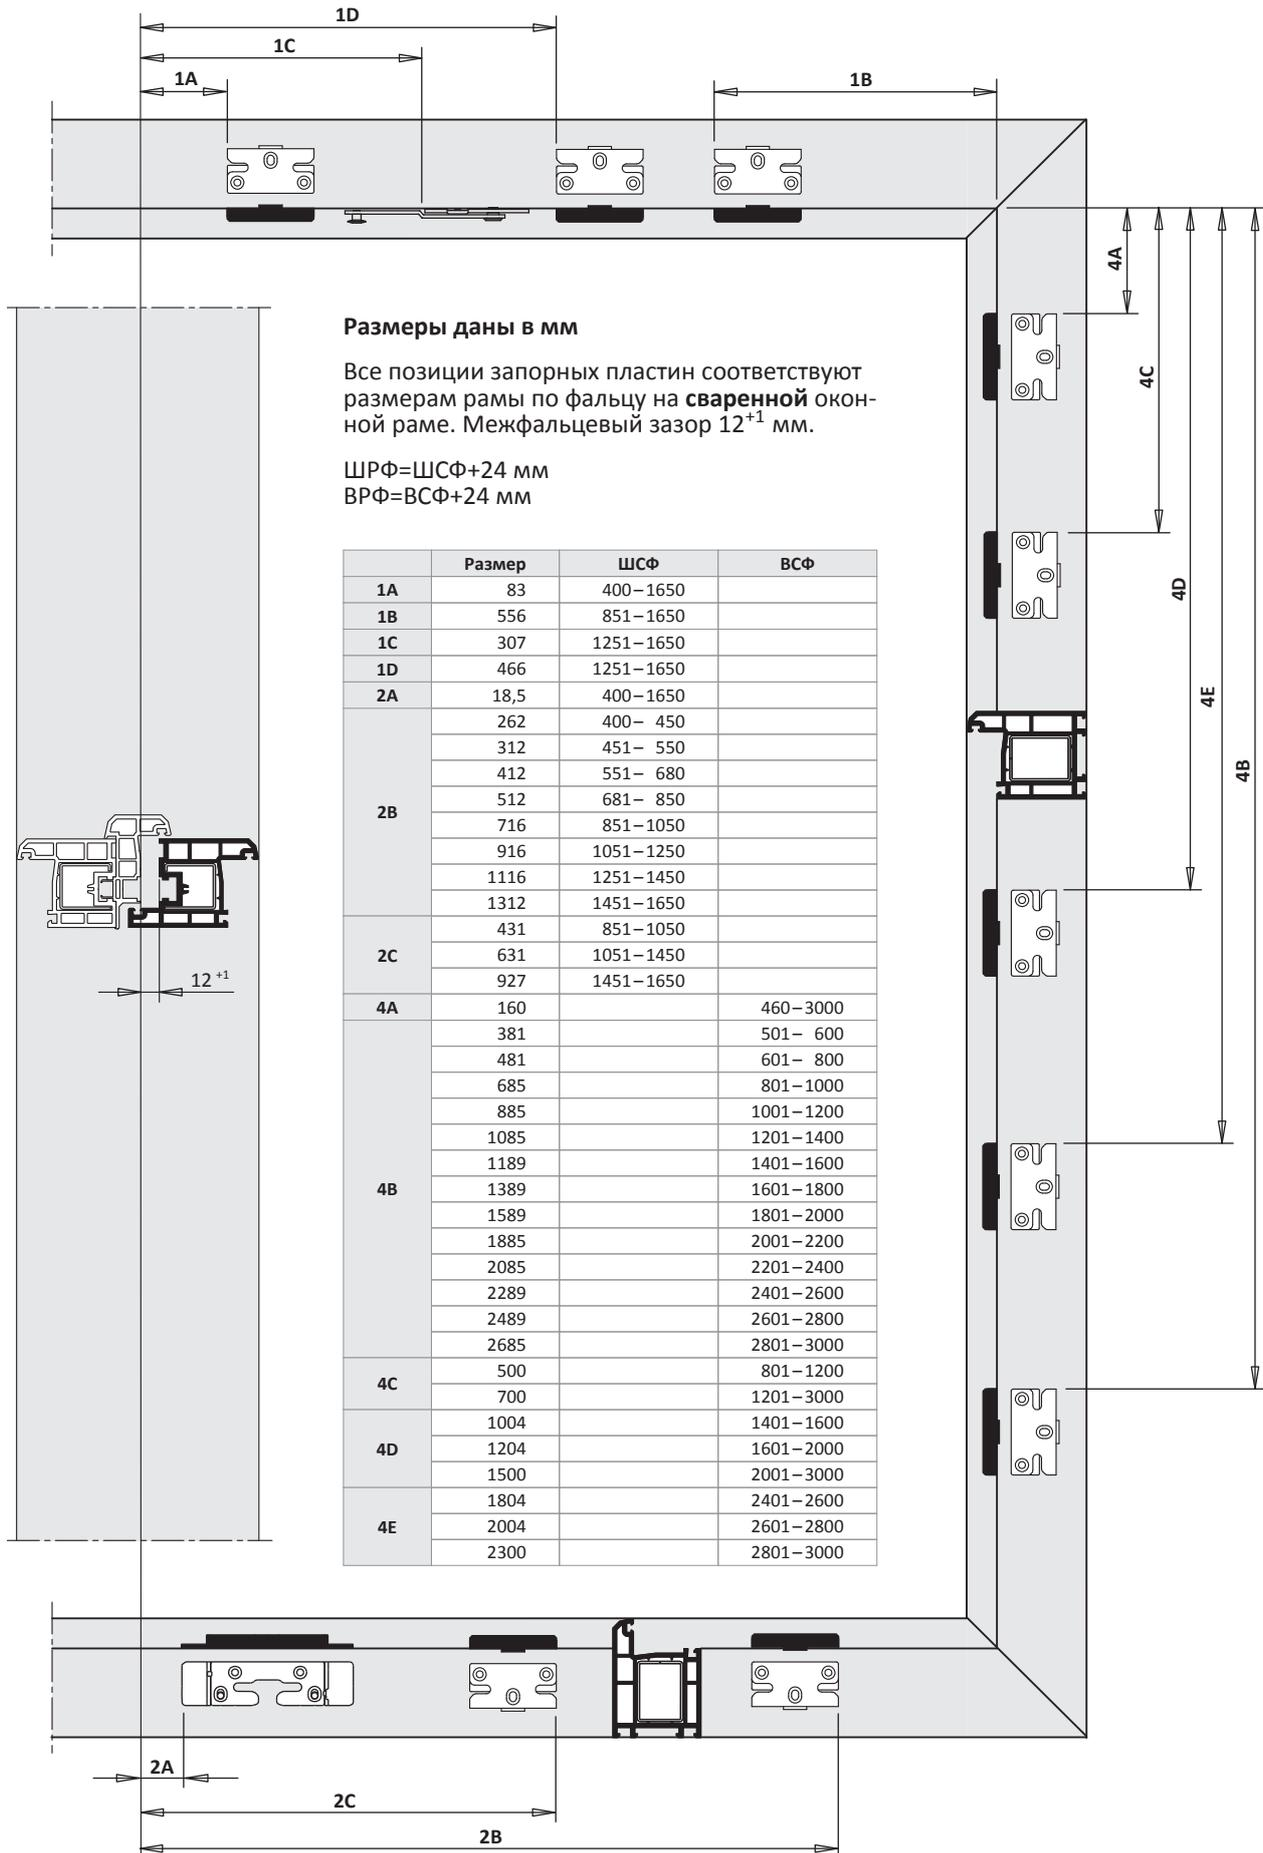 1D
1C
1A
1B
4A
4C
4D
4E
4B
Размеры даны в мм
Все позиции запорных пластин соответствуют
размерам рамы по фальцу на сваренной окон-
ной раме. Межфальцевый зазор 12+1 мм.
ШРФ=ШСФ+24 мм
ВРФ=ВСФ+24 мм
Размер ШСФ ВСФ
1A 83 400–1650
1B 556 851–1650
1C 307 1251–1650
1D 466 1251–1650
2A 18,5 400–1650
2B 262 400– 450
312 451– 550
412 551– 680
512 681– 850
716 851–1050
916 1051–1250
1116 1251–1450
1312 1451–1650
2C 431 851–1050
631 1051–1450
927 1451–1650
4A 160 460–3000
4B 381 501– 600
481 601– 800
685 801–1000
885 1001–1200
1085 1201–1400
1189 1401–1600
1389 1601–1800
1589 1801–2000
1885 2001–2200
2085 2201–2400
2289 2401–2600
2489 2601–2800
2685 2801–3000
4C 500 801–1200
700 1201–3000
4D 1004 1401–1600
1204 1601–2000
1500 2001–3000
4E 1804 2401–2600
2004 2601–2800
2300 2801–3000
12 +1
2A
2C
2B